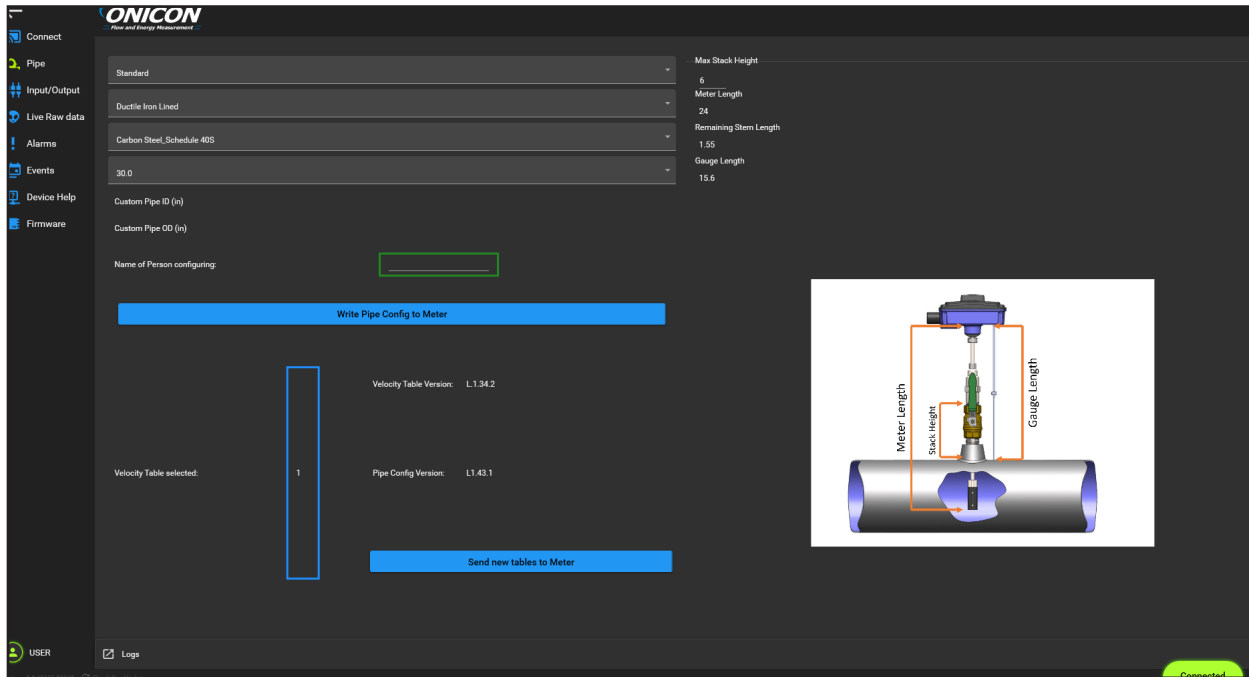 ONICON
Flow and Energy Measurement
Connect
Pipe
Input/Output
Live Raw data
Alarms
Events
Device Help
Firmware
Standard
Ductile Iron Lined
Carbon Steel_Schedule 40S
30.0
Custom Pipe ID (in)
Custom Pipe OD (in)
Name of Person configuring:
Write Pipe Config to Meter
Velocity Table Version: L.1.34.2
Velocity Table selected: 1
Pipe Config Version: L1.43.1
Send new tables to Meter
Max Stack Height
6
Meter Length
24
Remaining Stem Length
1.55
Gauge Length
15.6
Meter Length
Stack Height
Gauge Length
USER
Logs
Connected